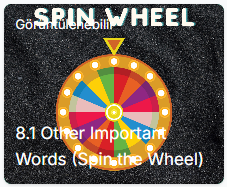 SPIN WHEEL
Görüntülenebilir
8.1 Other Important
Words (Spin the Wheel)